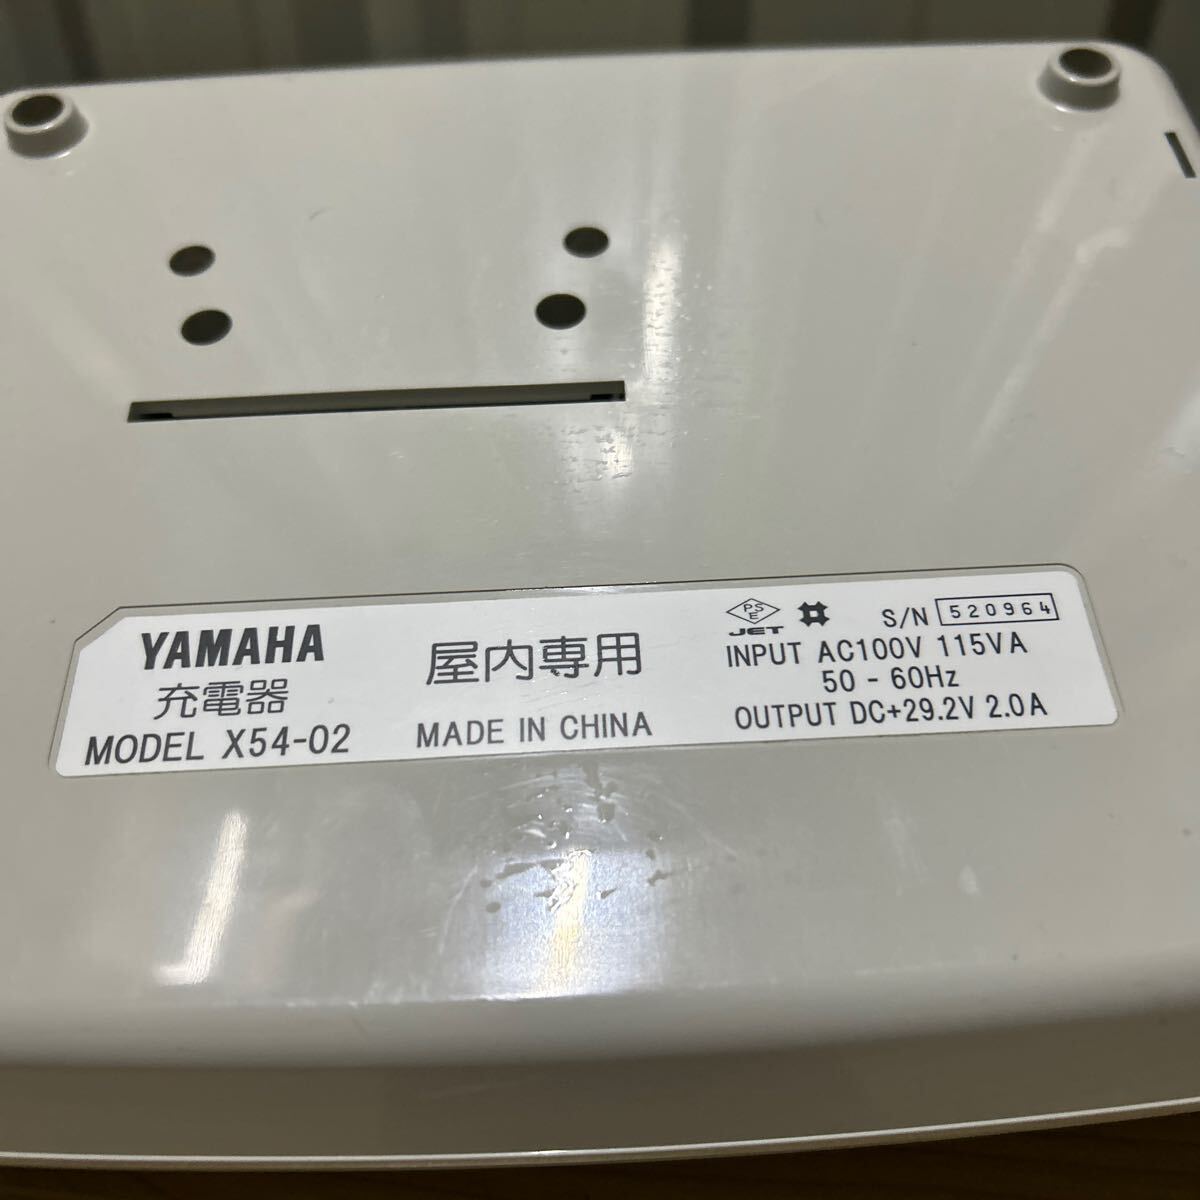 YAMAHA
充電器
MODEL X54-02
屋内専用
MADE IN CHINA
PSE
JET
S/N 520964
INPUT AC100V 115VA
50 - 60Hz
OUTPUT DC+29.2V 2.0A